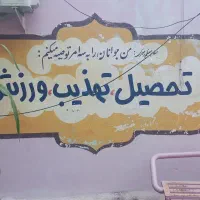 من جوانان را به سه امر توصیه میکنم:
تحصیل، تهذیب، ورزش